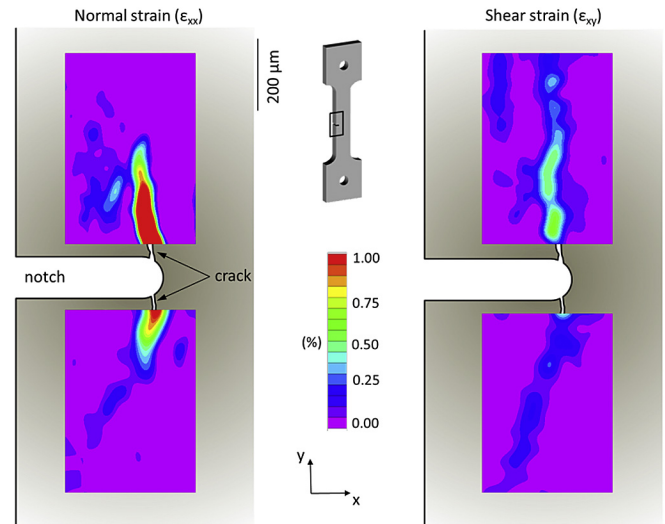 Normal strain (εxx)
Shear strain (εxy)
200 µm
notch
crack
(%)
1.00
0.75
0.50
0.25
0.00
y
x